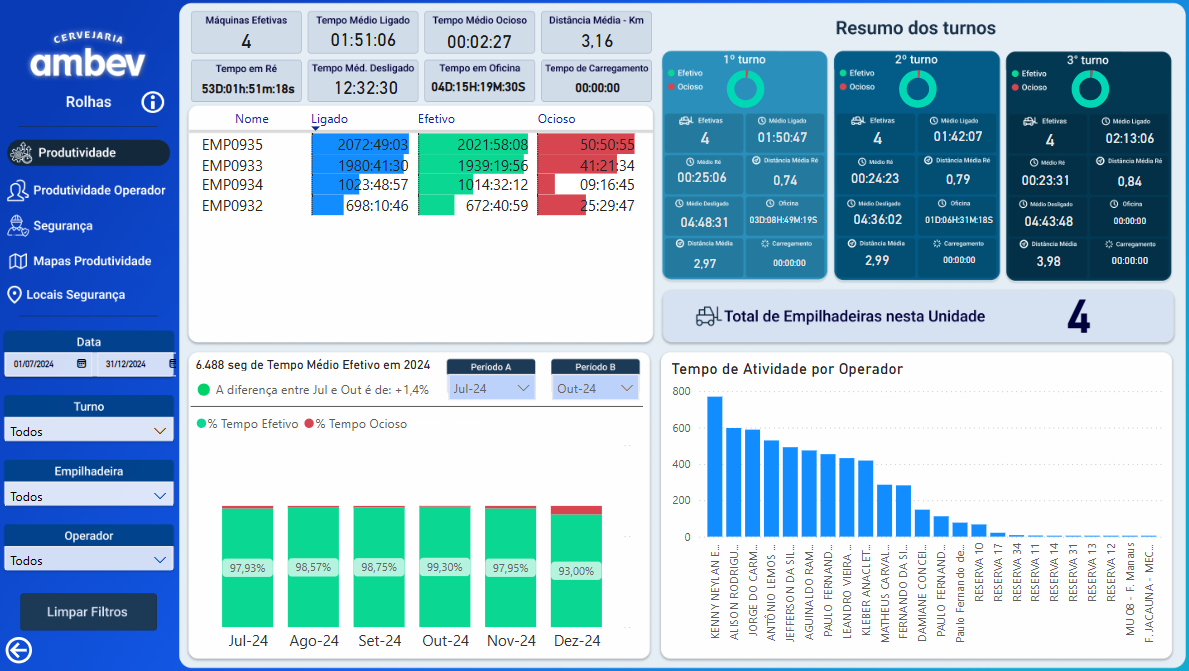 CERVEJARIA
ambev
Rolhas
Produtividade
Produtividade Operador
Segurança
Mapas Produtividade
Locais Segurança
Data
01/07/2024
31/12/2024
Turno
Todos
Empilhadeira
Todos
Operador
Todos
Limpar Filtros
Máquinas Efetivas
4
Tempo Médio Ligado
01:51:06
Tempo Médio Ocioso
00:02:27
Distância Média - Km
3,16
Tempo em Ré
53D:01h:51m:18s
Tempo Méd. Desligado
12:32:30
Tempo em Oficina
04D:15H:19M:30S
Tempo de Carregamento
00:00:00
Nome Ligado Efetivo Ocioso
EMP0935 2072:49:03 2021:58:08 50:50:55
EMP0933 1980:41:30 1939:19:56 41:21:34
EMP0934 1023:48:57 1014:32:12 09:16:45
EMP0932 698:10:46 672:40:59 25:29:47
Resumo dos turnos
1º turno
Efetivo
Ocioso
Efetivas
4
Médio Ligado
01:50:47
Médio Ré
00:25:06
Distância Média Ré
0,74
Médio Desligado
04:48:31
Oficina
03D:08H:49M:19S
Distância Média
2,97
Carregamento
00:00:00
2º turno
Efetivo
Ocioso
Efetivas
4
Médio Ligado
01:42:07
Médio Ré
00:24:23
Distância Média Ré
0,79
Médio Desligado
04:36:02
Oficina
01D:06H:31M:18S
Distância Média
2,99
Carregamento
00:00:00
3º turno
Efetivo
Ocioso
Efetivas
4
Médio Ligado
02:13:06
Médio Ré
00:23:31
Distância Média Ré
0,84
Médio Desligado
04:43:48
Oficina
00:00:00
Distância Média
3,98
Carregamento
00:00:00
Total de Empilhadeiras nesta Unidade 4
6.488 seg de Tempo Médio Efetivo em 2024
A diferença entre Jul e Out é de: +1,4%
Período A
Jul-24
Período B
Out-24
% Tempo Efetivo % Tempo Ocioso
97,93% 98,57% 98,75% 99,30% 97,95% 93,00%
Jul-24 Ago-24 Set-24 Out-24 Nov-24 Dez-24
Tempo de Atividade por Operador
800
600
400
200
0
KENNY NEYLAN E...
ALISON RODRIGU...
JORGE DO CARM...
ANTÔNIO LEMOS ...
JEFFERSON DA SIL...
AGUINALDO RAM...
PAULO FERNAND...
LEANDRO VIEIRA ...
KLEBER ANACLET...
MATHEUS CARVAL...
FERNANDO DA SI...
DAMIANE CONCEI...
PAULO FERNAND...
Paulo Fernando de...
RESERVA 10
RESERVA 17
RESERVA 34
RESERVA 11
RESERVA 14
RESERVA 31
RESERVA 13
RESERVA 12
MU 08 - F. Manaus
F. JACAUNA - MEC...